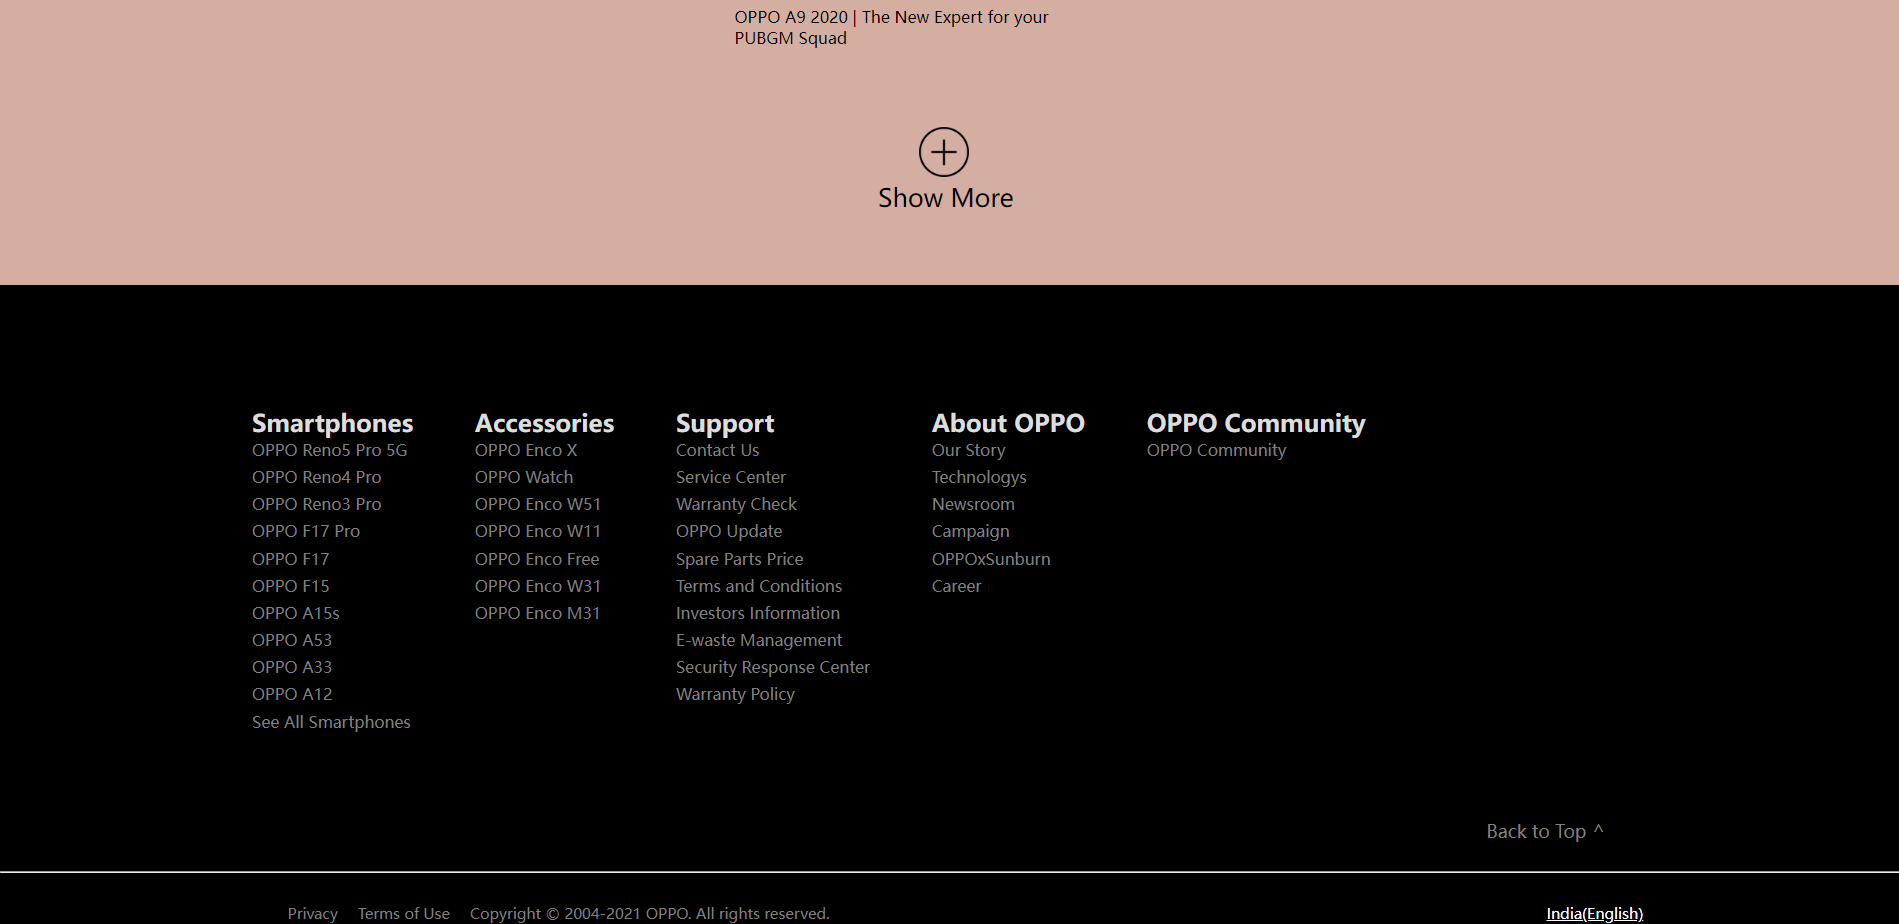 OPPO A9 2020 | The New Expert for your
PUBGM Squad
Show More
Smartphones
OPPO Reno5 Pro 5G
OPPO Reno4 Pro
OPPO Reno3 Pro
OPPO F17 Pro
OPPO F17
OPPO F15
OPPO A15s
OPPO A53
OPPO A33
OPPO A12
See All Smartphones
Accessories
OPPO Enco X
OPPO Watch
OPPO Enco W51
OPPO Enco W11
OPPO Enco Free
OPPO Enco W31
OPPO Enco M31
Support
Contact Us
Service Center
Warranty Check
OPPO Update
Spare Parts Price
Terms and Conditions
Investors Information
E-waste Management
Security Response Center
Warranty Policy
About OPPO
Our Story
Technologys
Newsroom
Campaign
OPPOxSunburn
Career
OPPO Community
OPPO Community
Back to Top ^
Privacy Terms of Use Copyright © 2004-2021 OPPO. All rights reserved. India(English)